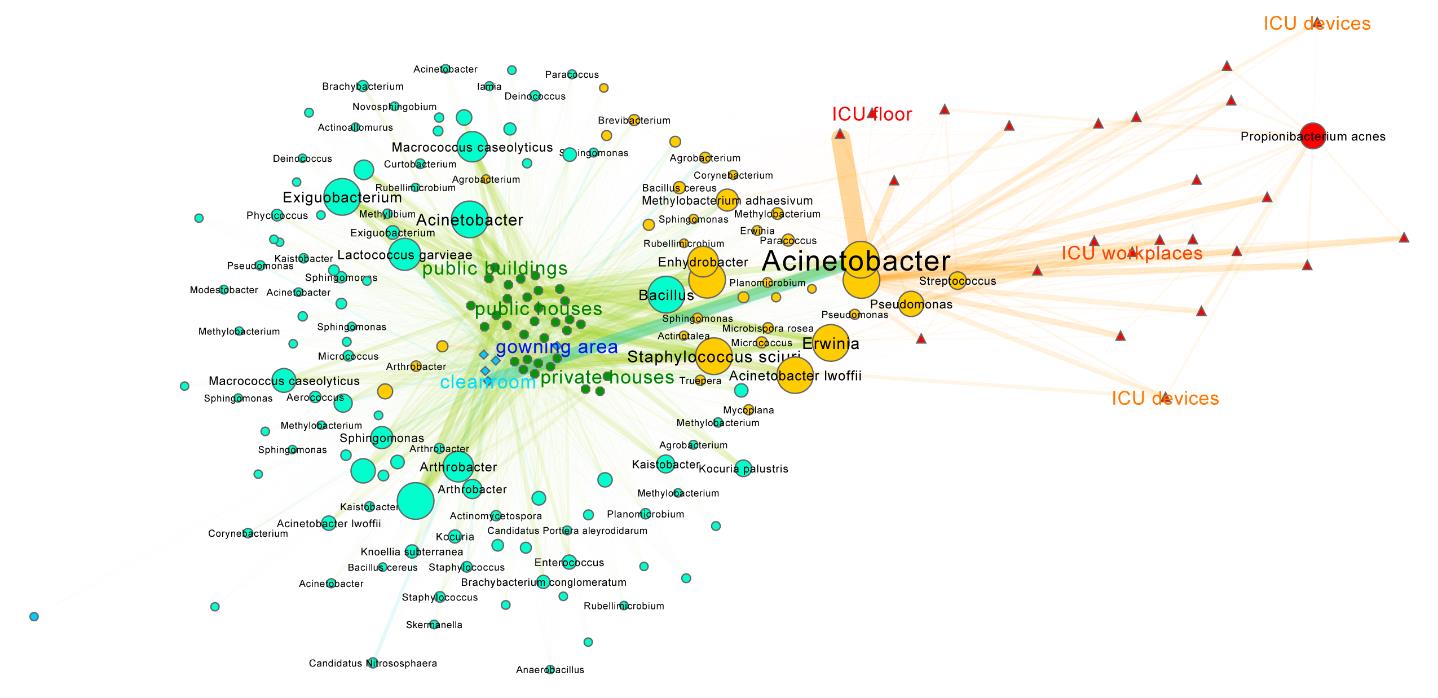 ICU devices
Acinetobacter
Paracoccus
Brachybacterium
Iamia
Deinococcus
Novosphingobium
ICU floor
Brevibacterium
Actinoallomurus
Propionibacterium acnes
Macrococcus caseolyticus
Sphingomonas
Deinococcus
Curtobacterium
Agrobacterium
Agrobacterium
Corynebacterium
Rubellimicrobium
Bacillus cereus
Exiguobacterium
Methylobacterium adhaesivum
Phycicoccus
Methylibium
Acinetobacter
Methylobacterium
Sphingomonas
Exiguobacterium
Erwinia
Paracoccus
Rubellimicrobium
Lactococcus garvieae
ICU workplaces
Kaistobacter
Enhydrobacter
Acinetobacter
Pseudomonas
public buildings
Sphingomonas
Planomicrobium
Streptococcus
Modestobacter
Acinetobacter
Bacillus
Pseudomonas
public houses
Pseudomonas
Sphingomonas
Sphingomonas
Microbispora rosea
Methylobacterium
Actinotalea
Micrococcus
Erwinia
gowning area
Micrococcus
Staphylococcus sciuri
Arthrobacter
Macrococcus caseolyticus
cleanroom
private houses
Truepera
Acinetobacter lwoffii
Sphingomonas
Aerococcus
ICU devices
Mycoplana
Methylobacterium
Methylobacterium
Sphingomonas
Sphingomonas
Arthrobacter
Agrobacterium
Arthrobacter
Kaistobacter
Kocuria palustris
Arthrobacter
Methylobacterium
Kaistobacter
Actinomycetospora
Planomicrobium
Acinetobacter lwoffii
Corynebacterium
Kocuria
Candidatus Portiera aleyrodidarum
Knoellia subterranea
Bacillus cereus
Staphylococcus
Enterococcus
Acinetobacter
Brachybacterium conglomeratum
Staphylococcus
Rubellimicrobium
Skermanella
Candidatus Nitrososphaera
Anaerobacillus